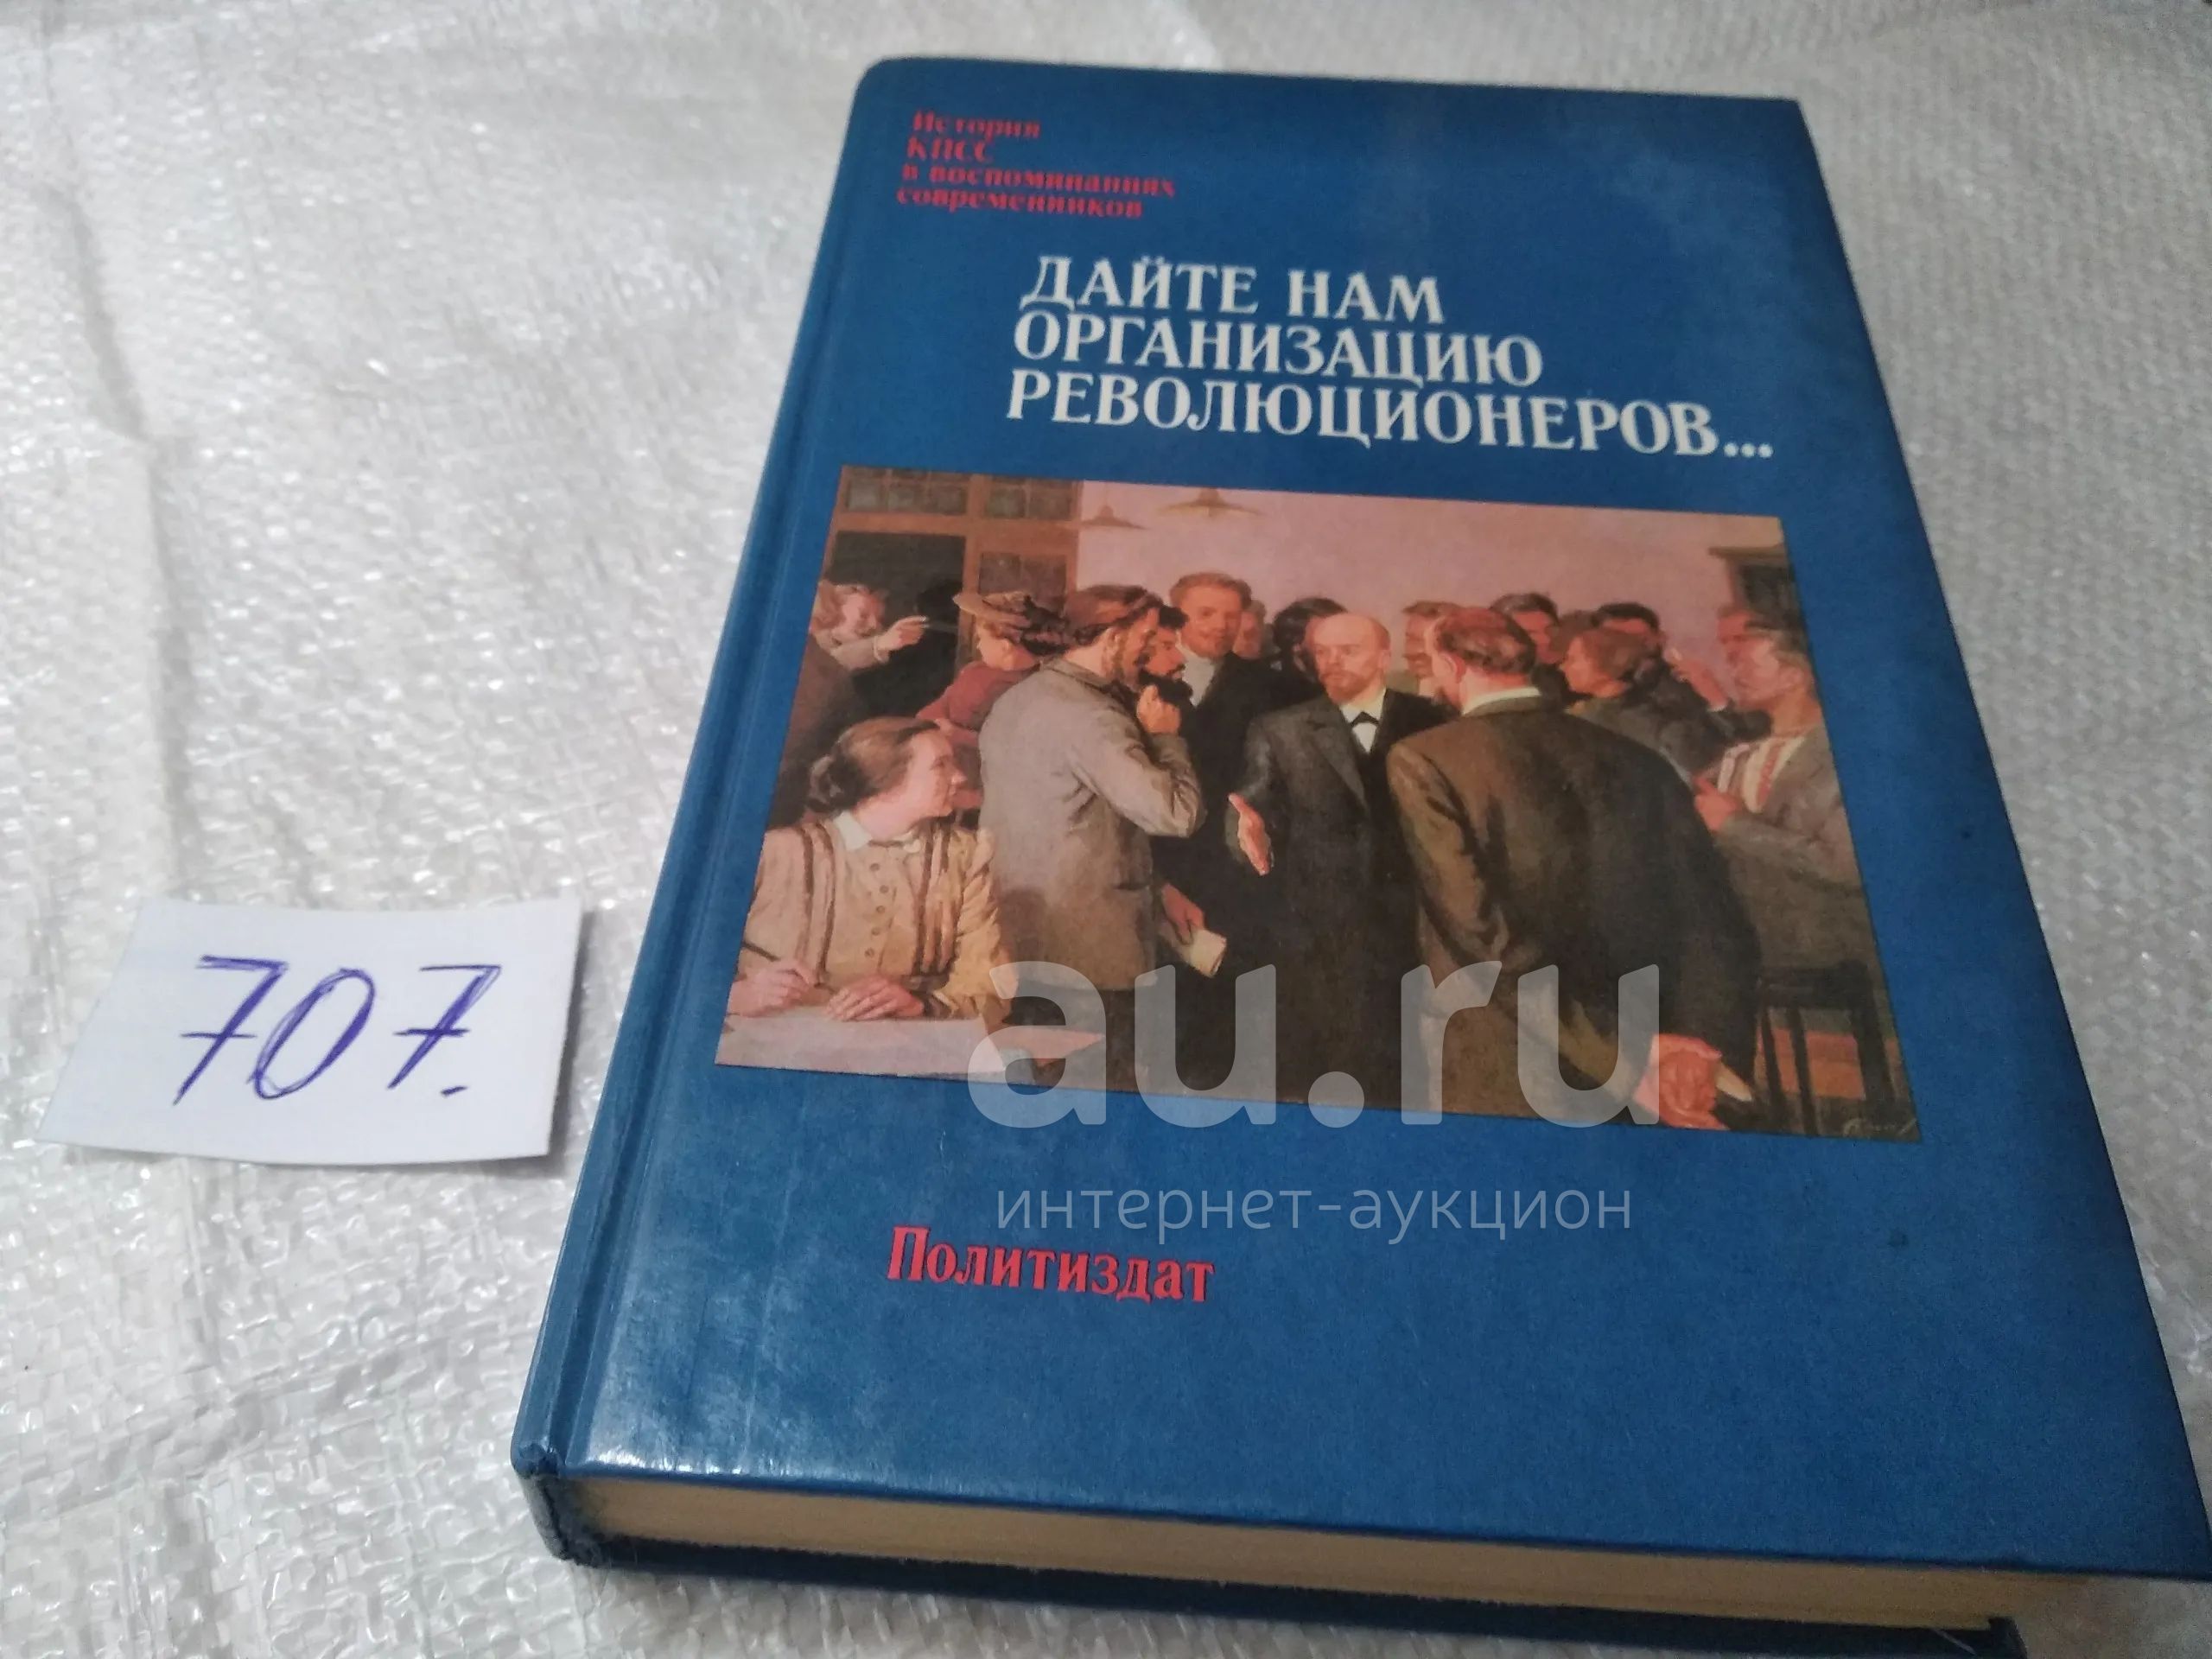 История
КПСС
в воспоминаниях
современников
ДАЙТЕ НАМ
ОРГАНИЗАЦИЮ
РЕВОЛЮЦИОНЕРОВ...
707.
au.ru
интернет-аукцион
Политиздат